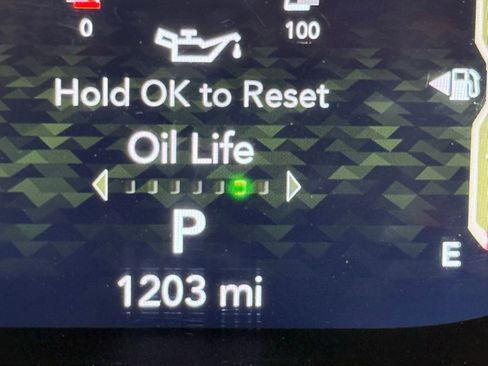 0
100
Hold OK to Reset
Oil Life
P
E
1203 mi